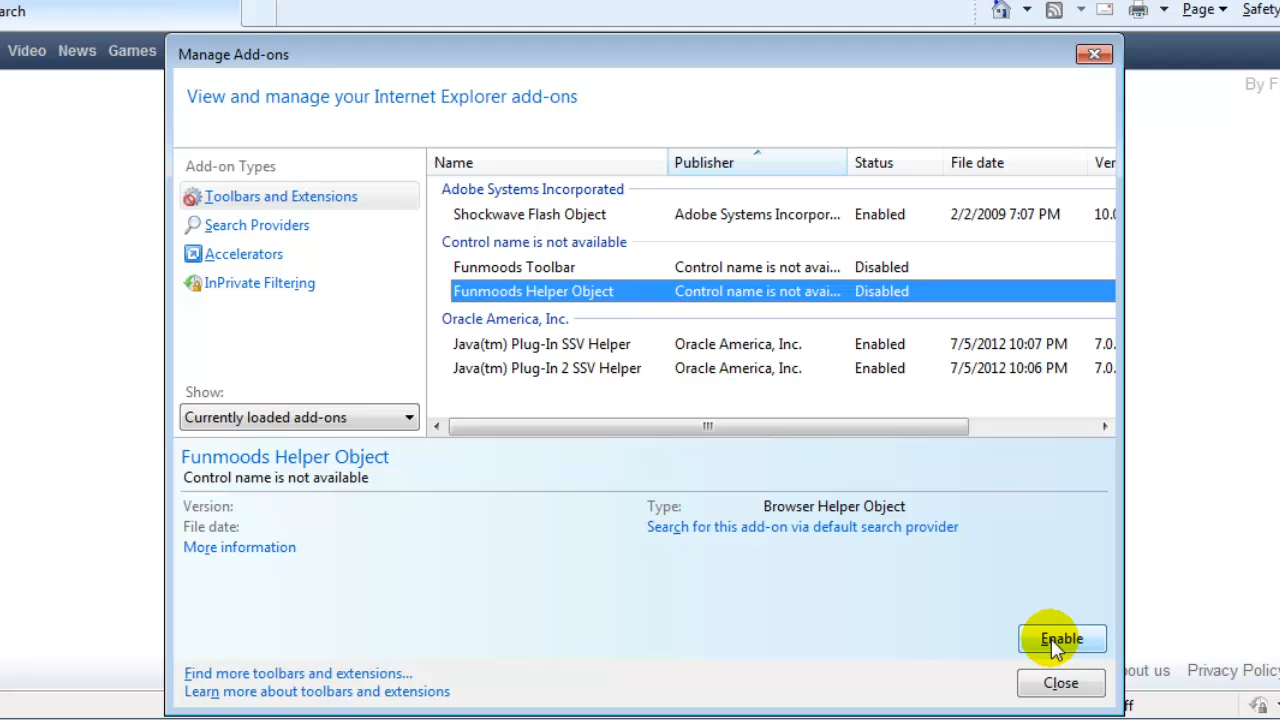 arch
Page
Safety
Video News Games
Manage Add-ons
By F
View and manage your Internet Explorer add-ons
Add-on Types
Toolbars and Extensions
Search Providers
Accelerators
InPrivate Filtering
Show:
Currently loaded add-ons
Name Publisher Status File date Ver
Adobe Systems Incorporated
Shockwave Flash Object Adobe Systems Incorpor... Enabled 2/2/2009 7:07 PM 10.0
Control name is not available
Funmoods Toolbar Control name is not avai... Disabled
Funmoods Helper Object Control name is not avai... Disabled
Oracle America, Inc.
Java(tm) Plug-In SSV Helper Oracle America, Inc. Enabled 7/5/2012 10:07 PM 7.0.
Java(tm) Plug-In 2 SSV Helper Oracle America, Inc. Enabled 7/5/2012 10:06 PM 7.0.
Funmoods Helper Object
Control name is not available
Version:
File date:
More information
Type: Browser Helper Object
Search for this add-on via default search provider
Enable
Find more toolbars and extensions...
Learn more about toolbars and extensions
Close
bout us Privacy Policy
ff